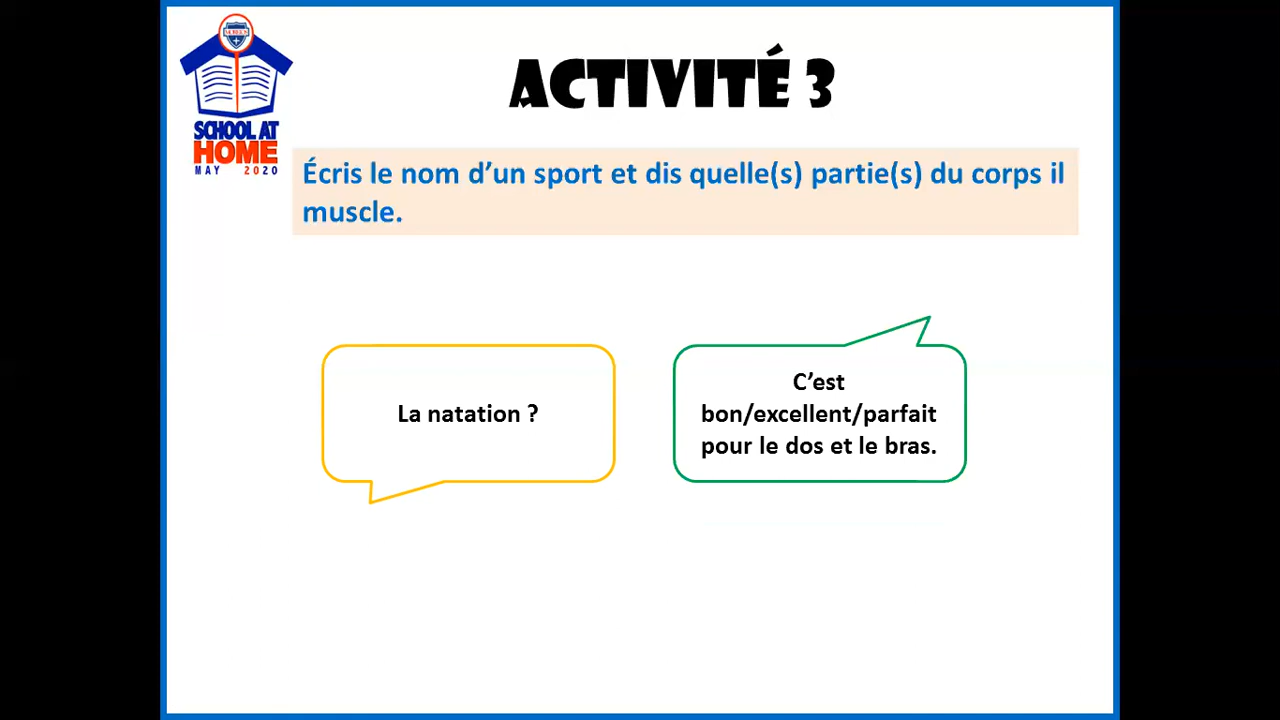 SCHOOL AT
HOME
MAY 2020
ACTIVITÉ 3
Écris le nom d’un sport et dis quelle(s) partie(s) du corps il
muscle.
La natation ?
C’est
bon/excellent/parfait
pour le dos et le bras.